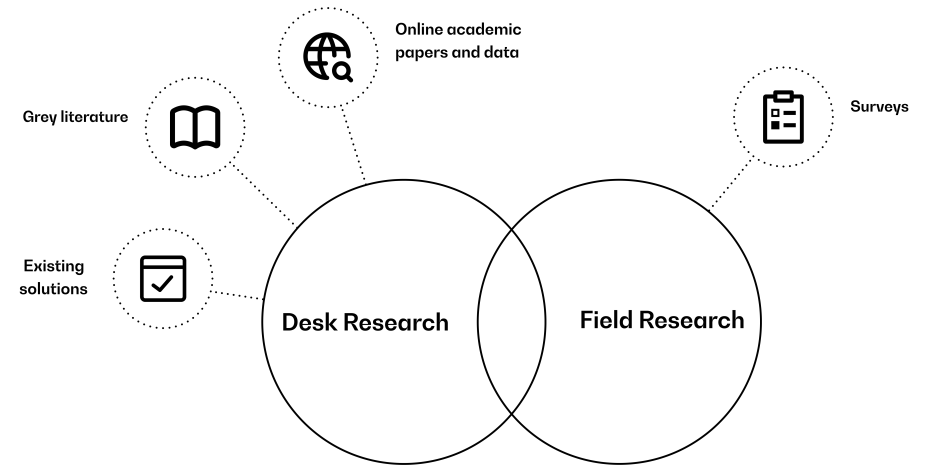 Online academic
papers and data
Grey literature
Surveys
Existing
solutions
Desk Research
Field Research